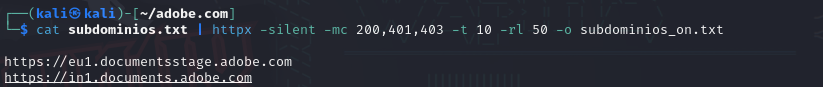 ┌──(kali㉿kali)-[~/adobe.com]
└─$ cat subdominios.txt | httpx -silent -mc 200,401,403 -t 10 -rl 50 -o subdominios_on.txt
https://eu1.documentsstage.adobe.com
https://in1.documents.adobe.com